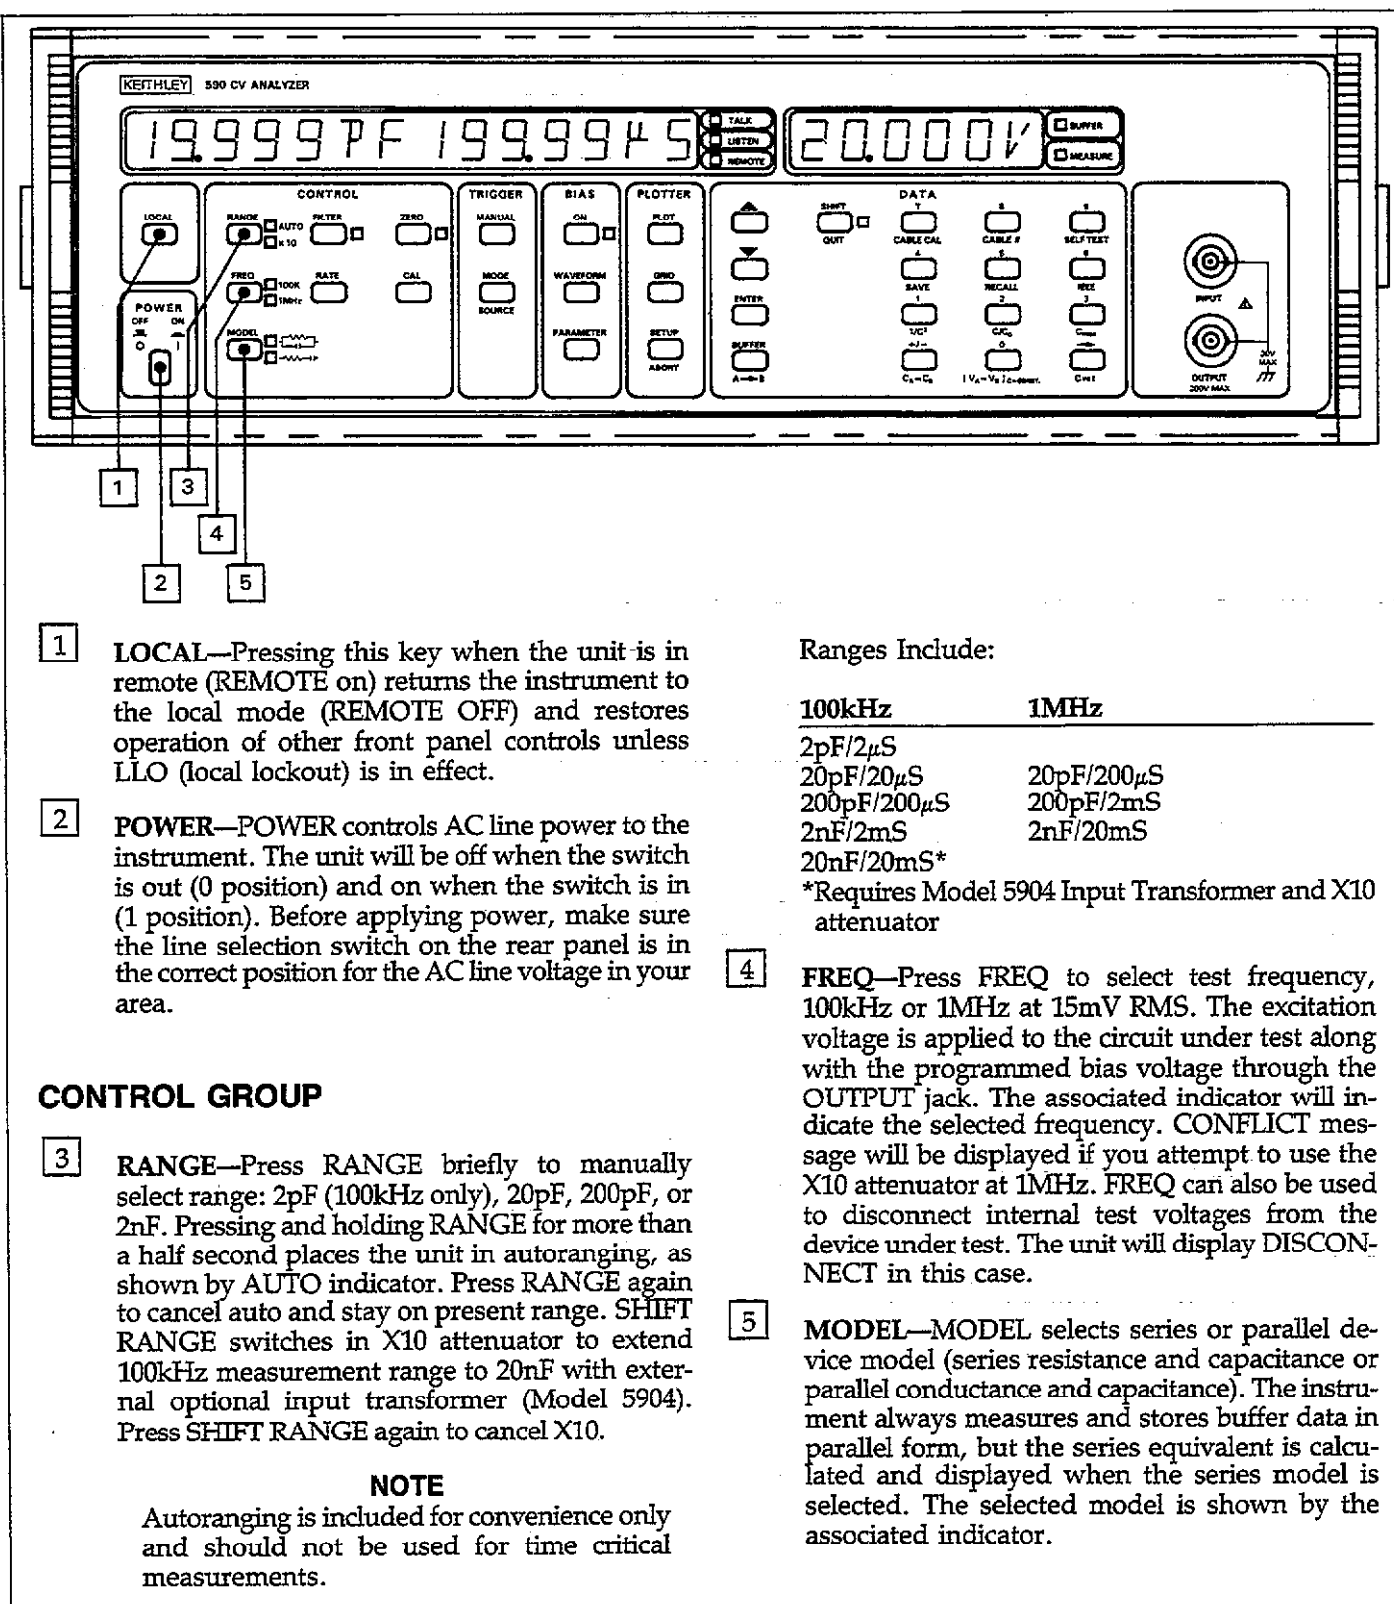 KEITHLEY 590 CV ANALYZER
19.999PF 199.99µS
TALK
LISTEN
REMOTE
20.000V
BUFFER
MEASURE
LOCAL
POWER
OFF ON
O I
CONTROL
RANGE AUTO FILTER ZERO
X10
FREQ 100K RATE CAL
1MHz
MODEL
TRIGGER
MANUAL
MODE
SOURCE
BIAS
ON
WAVEFORM
PARAMETER
PLOTTER
PLOT
GRID
SETUP
ABORT
DATA
SHIFT 7 8 9
QUIT CABLE CAL CABLE # SELF TEST
4 5 6
SAVE RECALL IEEE
ENTER 1 2 3
1/C² C/C₀
BUFFER +/- 0
A→B
INPUT
OUTPUT
200V MAX
30V
MAX
1
3
4
2
5
1 LOCAL—Pressing this key when the unit is in
remote (REMOTE on) returns the instrument to
the local mode (REMOTE OFF) and restores
operation of other front panel controls unless
LLO (local lockout) is in effect.
2 POWER—POWER controls AC line power to the
instrument. The unit will be off when the switch
is out (0 position) and on when the switch is in
(1 position). Before applying power, make sure
the line selection switch on the rear panel is in
the correct position for the AC line voltage in your
area.
CONTROL GROUP
3 RANGE—Press RANGE briefly to manually
select range: 2pF (100kHz only), 20pF, 200pF, or
2nF. Pressing and holding RANGE for more than
a half second places the unit in autoranging, as
shown by AUTO indicator. Press RANGE again
to cancel auto and stay on present range. SHIFT
RANGE switches in X10 attenuator to extend
100kHz measurement range to 20nF with exter-
nal optional input transformer (Model 5904).
Press SHIFT RANGE again to cancel X10.
NOTE
Autoranging is included for convenience only
and should not be used for time critical
measurements.
Ranges Include:
100kHz 1MHz
2pF/2µS
20pF/20µS 20pF/200µS
200pF/200µS 200pF/2mS
2nF/2mS 2nF/20mS
20nF/20mS*
*Requires Model 5904 Input Transformer and X10
attenuator
4 FREQ—Press FREQ to select test frequency,
100kHz or 1MHz at 15mV RMS. The excitation
voltage is applied to the circuit under test along
with the programmed bias voltage through the
OUTPUT jack. The associated indicator will in-
dicate the selected frequency. CONFLICT mes-
sage will be displayed if you attempt to use the
X10 attenuator at 1MHz. FREQ can also be used
to disconnect internal test voltages from the
device under test. The unit will display DISCON-
NECT in this case.
5 MODEL—MODEL selects series or parallel de-
vice model (series resistance and capacitance or
parallel conductance and capacitance). The instru-
ment always measures and stores buffer data in
parallel form, but the series equivalent is calcu-
lated and displayed when the series model is
selected. The selected model is shown by the
associated indicator.